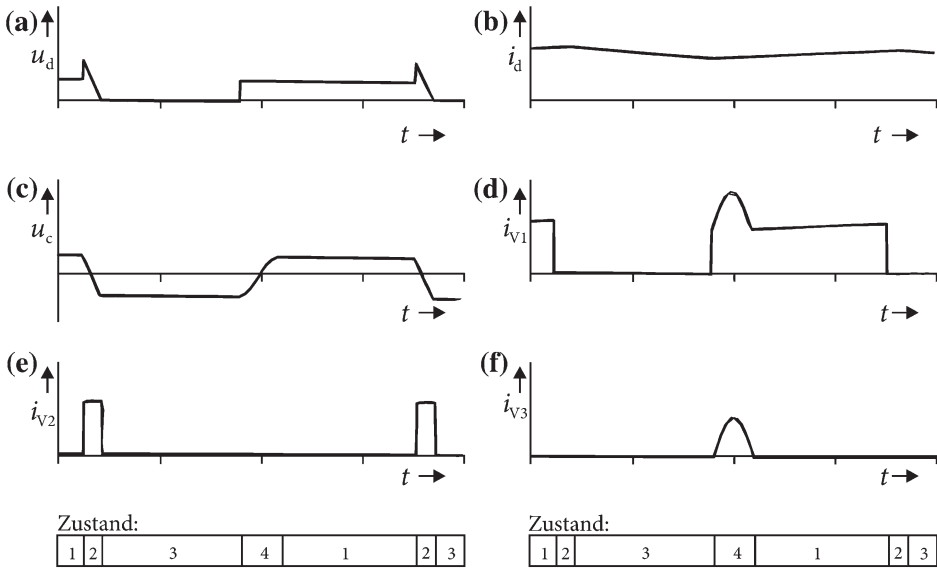 (a)
u_d
t
(b)
i_d
t
(c)
u_c
t
(d)
i_V1
t
(e)
i_V2
t
(f)
i_V3
t
Zustand:
1 2 3 4 1 2 3
Zustand:
1 2 3 4 1 2 3